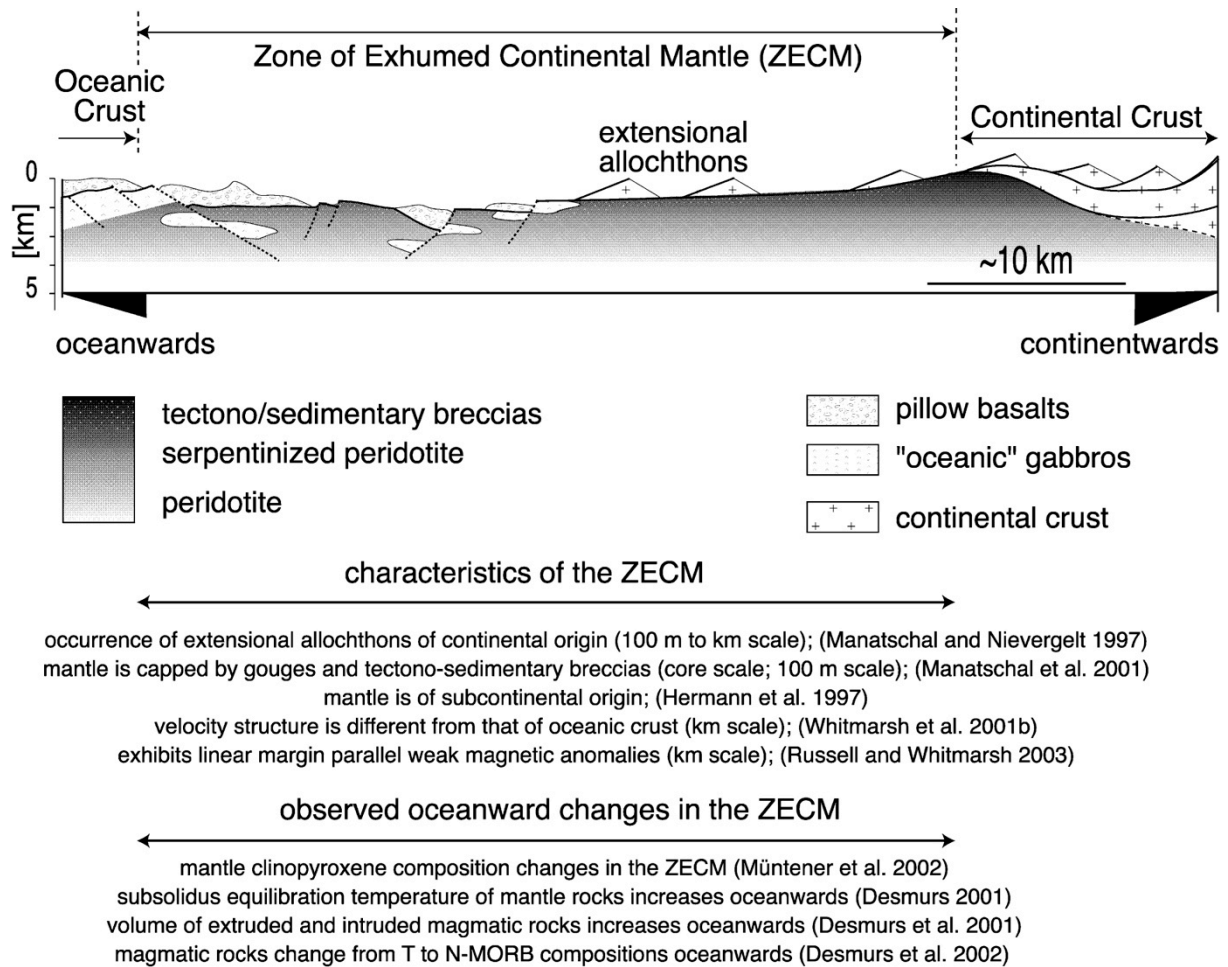 Zone of Exhumed Continental Mantle (ZECM)
Oceanic
Crust
extensional
allochthons
Continental Crust
0
[km]
5
~10 km
oceanwards
continentwards
tectono/sedimentary breccias
serpentinized peridotite
peridotite
pillow basalts
"oceanic" gabbros
continental crust
characteristics of the ZECM
occurrence of extensional allochthons of continental origin (100 m to km scale); (Manatschal and Nievergelt 1997)
mantle is capped by gouges and tectono-sedimentary breccias (core scale; 100 m scale); (Manatschal et al. 2001)
mantle is of subcontinental origin; (Hermann et al. 1997)
velocity structure is different from that of oceanic crust (km scale); (Whitmarsh et al. 2001b)
exhibits linear margin parallel weak magnetic anomalies (km scale); (Russell and Whitmarsh 2003)
observed oceanward changes in the ZECM
mantle clinopyroxene composition changes in the ZECM (Müntener et al. 2002)
subsolidus equilibration temperature of mantle rocks increases oceanwards (Desmurs 2001)
volume of extruded and intruded magmatic rocks increases oceanwards (Desmurs et al. 2001)
magmatic rocks change from T to N-MORB compositions oceanwards (Desmurs et al. 2002)